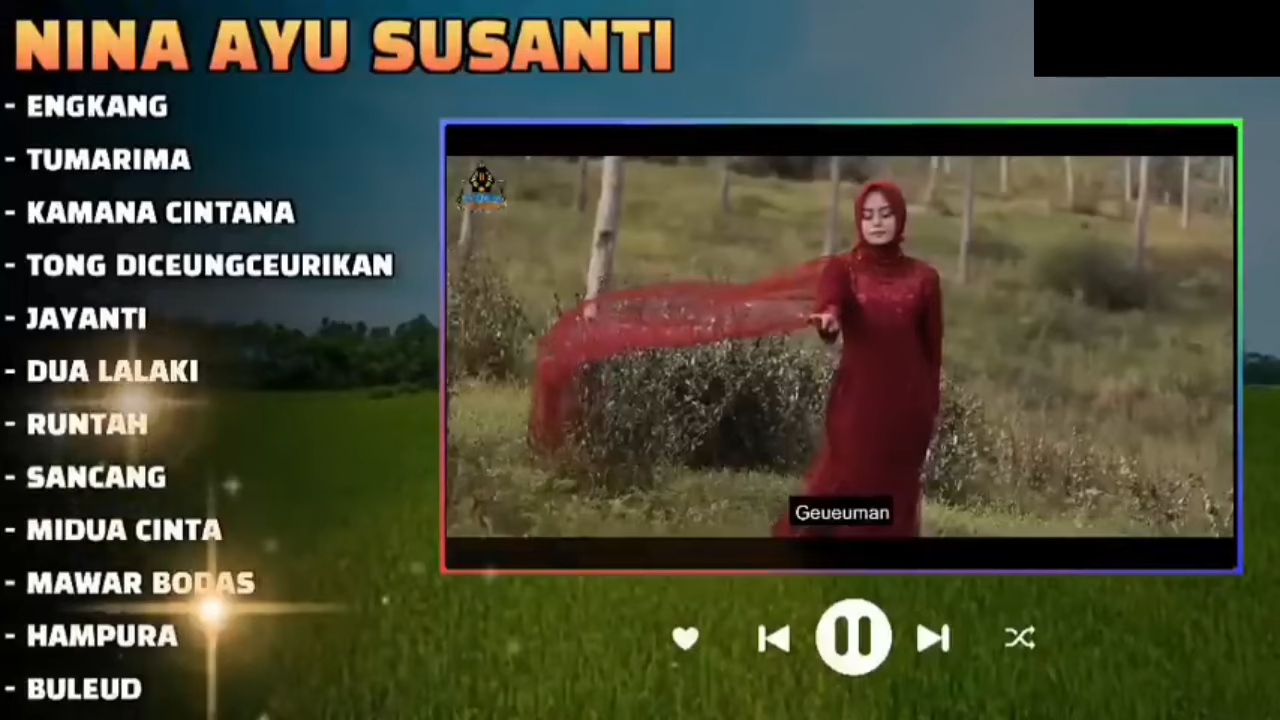 NINA AYU SUSANTI
- ENGKANG
- TUMARIMA
- KAMANA CINTANA
- TONG DICEUNGCEURIKAN
- JAYANTI
- DUA LALAKI
- RUNTAH
- SANCANG
- MIDUA CINTA
- MAWAR BODAS
- HAMPURA
- BULEUD
Geueuman